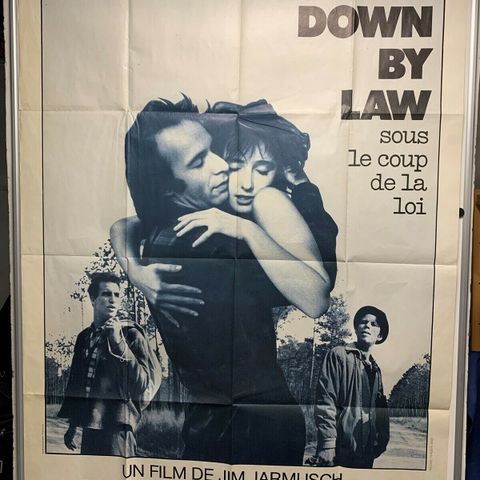 DOWN
BY
LAW
sous
le coup
de la
loi
UN FILM DE JIM JARMUSCH